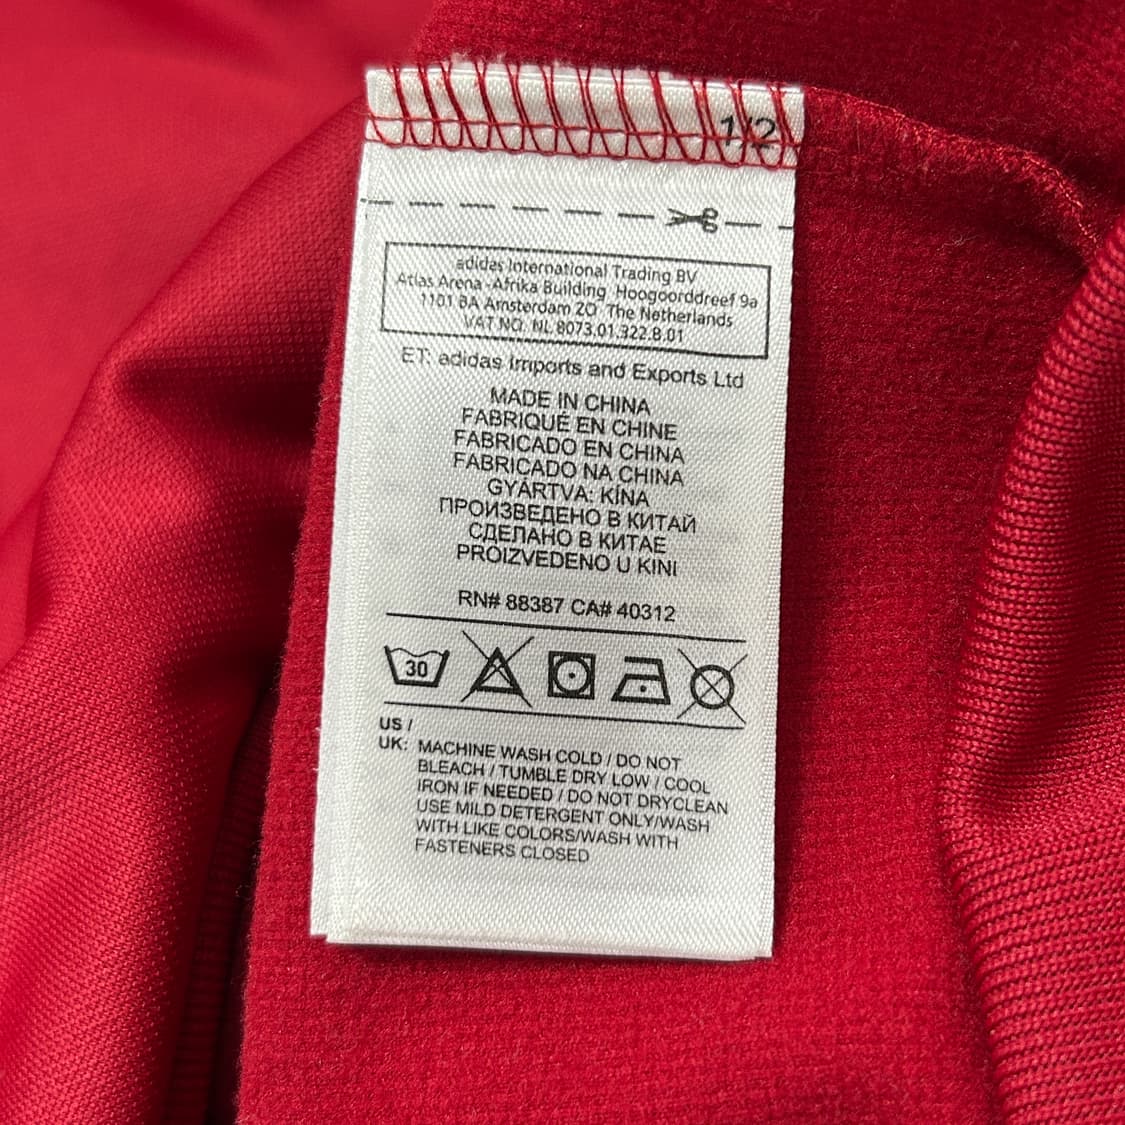 1/2
adidas International Trading BV
Atlas Arena - Afrika Building Hoogoorddreef 9a
1101 BA Amsterdam ZO The Netherlands
VAT NO. NL 8073.01.322.B.01
ET: adidas Imports and Exports Ltd
MADE IN CHINA
FABRIQUÉ EN CHINE
FABRICADO EN CHINA
FABRICADO NA CHINA
GYÁRTVA: KÍNA
ПРОИЗВЕДЕНО В КИТАЙ
СДЕЛАНО В КИТАЕ
PROIZVEDENO U KINI
RN# 88387 CA# 40312
30
US /
UK: MACHINE WASH COLD / DO NOT
BLEACH / TUMBLE DRY LOW / COOL
IRON IF NEEDED / DO NOT DRYCLEAN
USE MILD DETERGENT ONLY/WASH
WITH LIKE COLORS/WASH WITH
FASTENERS CLOSED